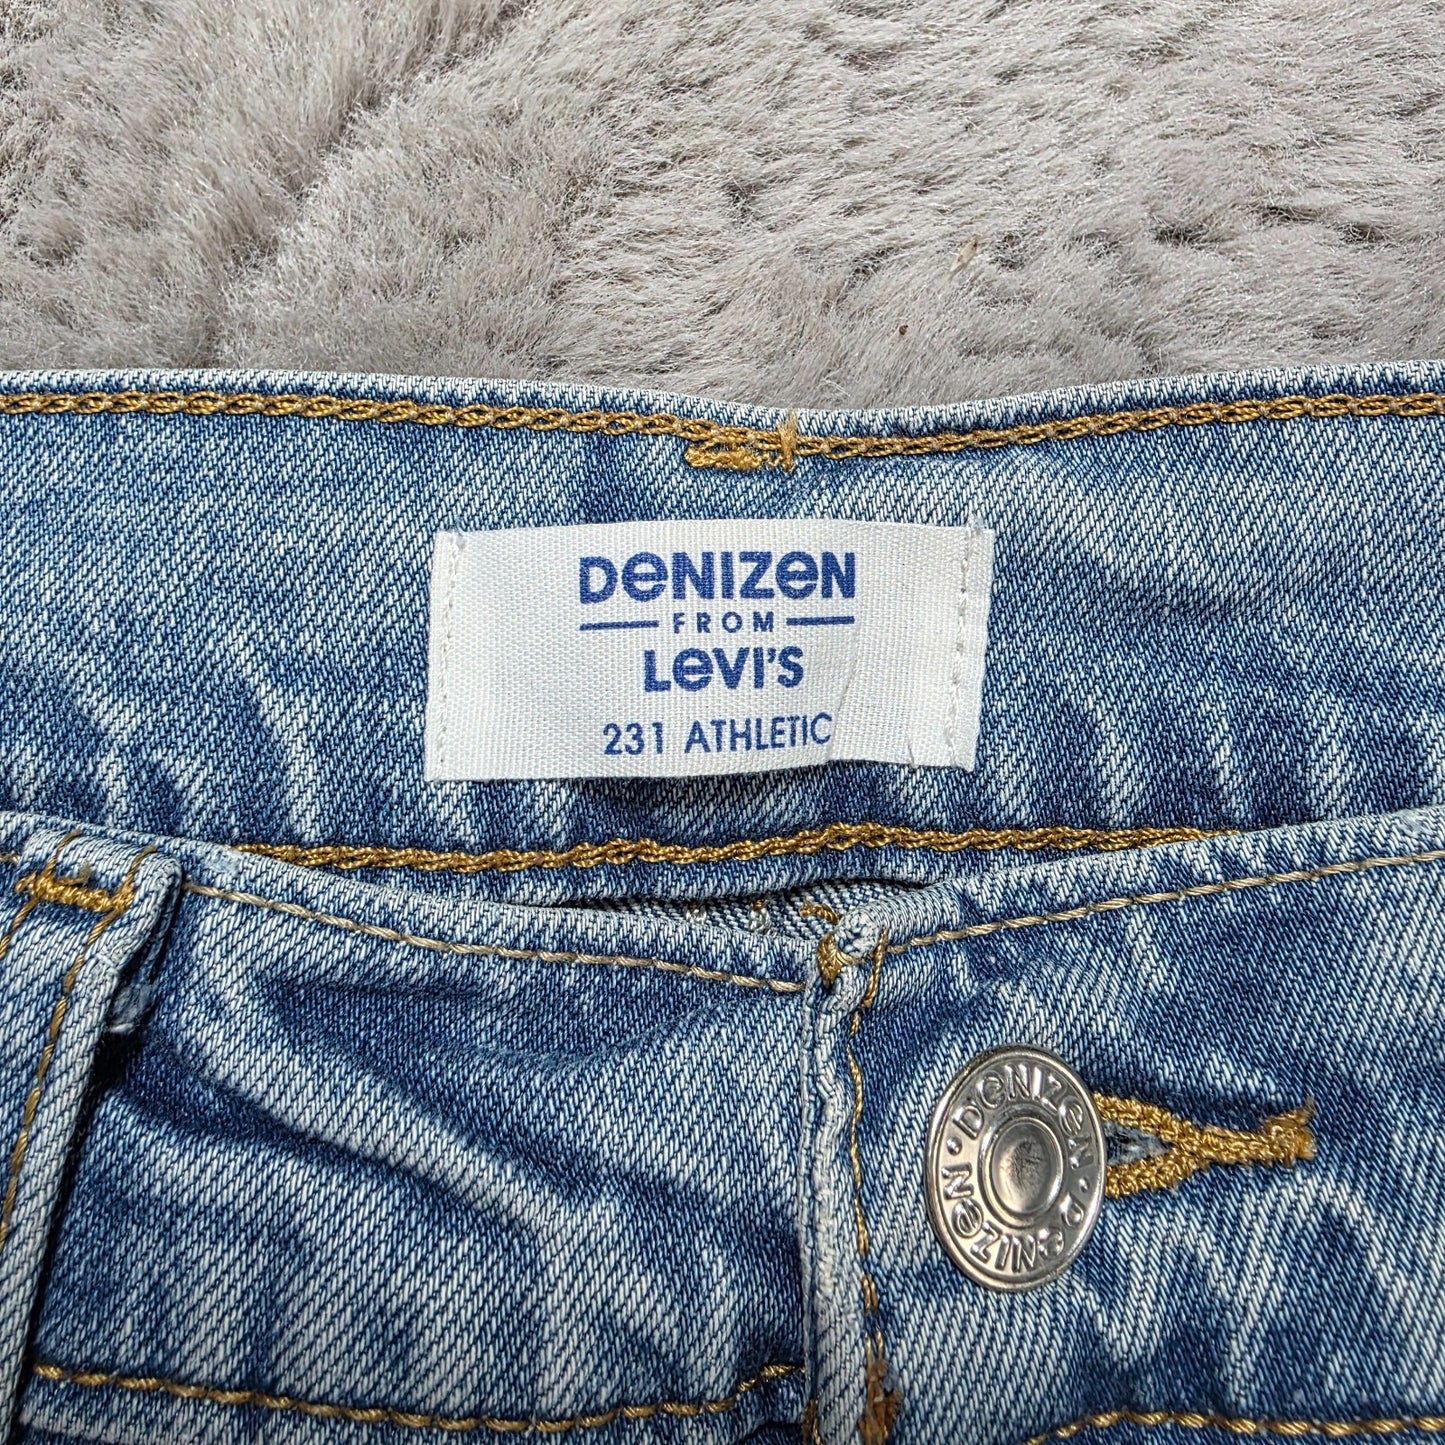 DeNIZeN
FROM
LeVI'S
231 ATHLETIC
DeNIZeN · DeNIZeN ·